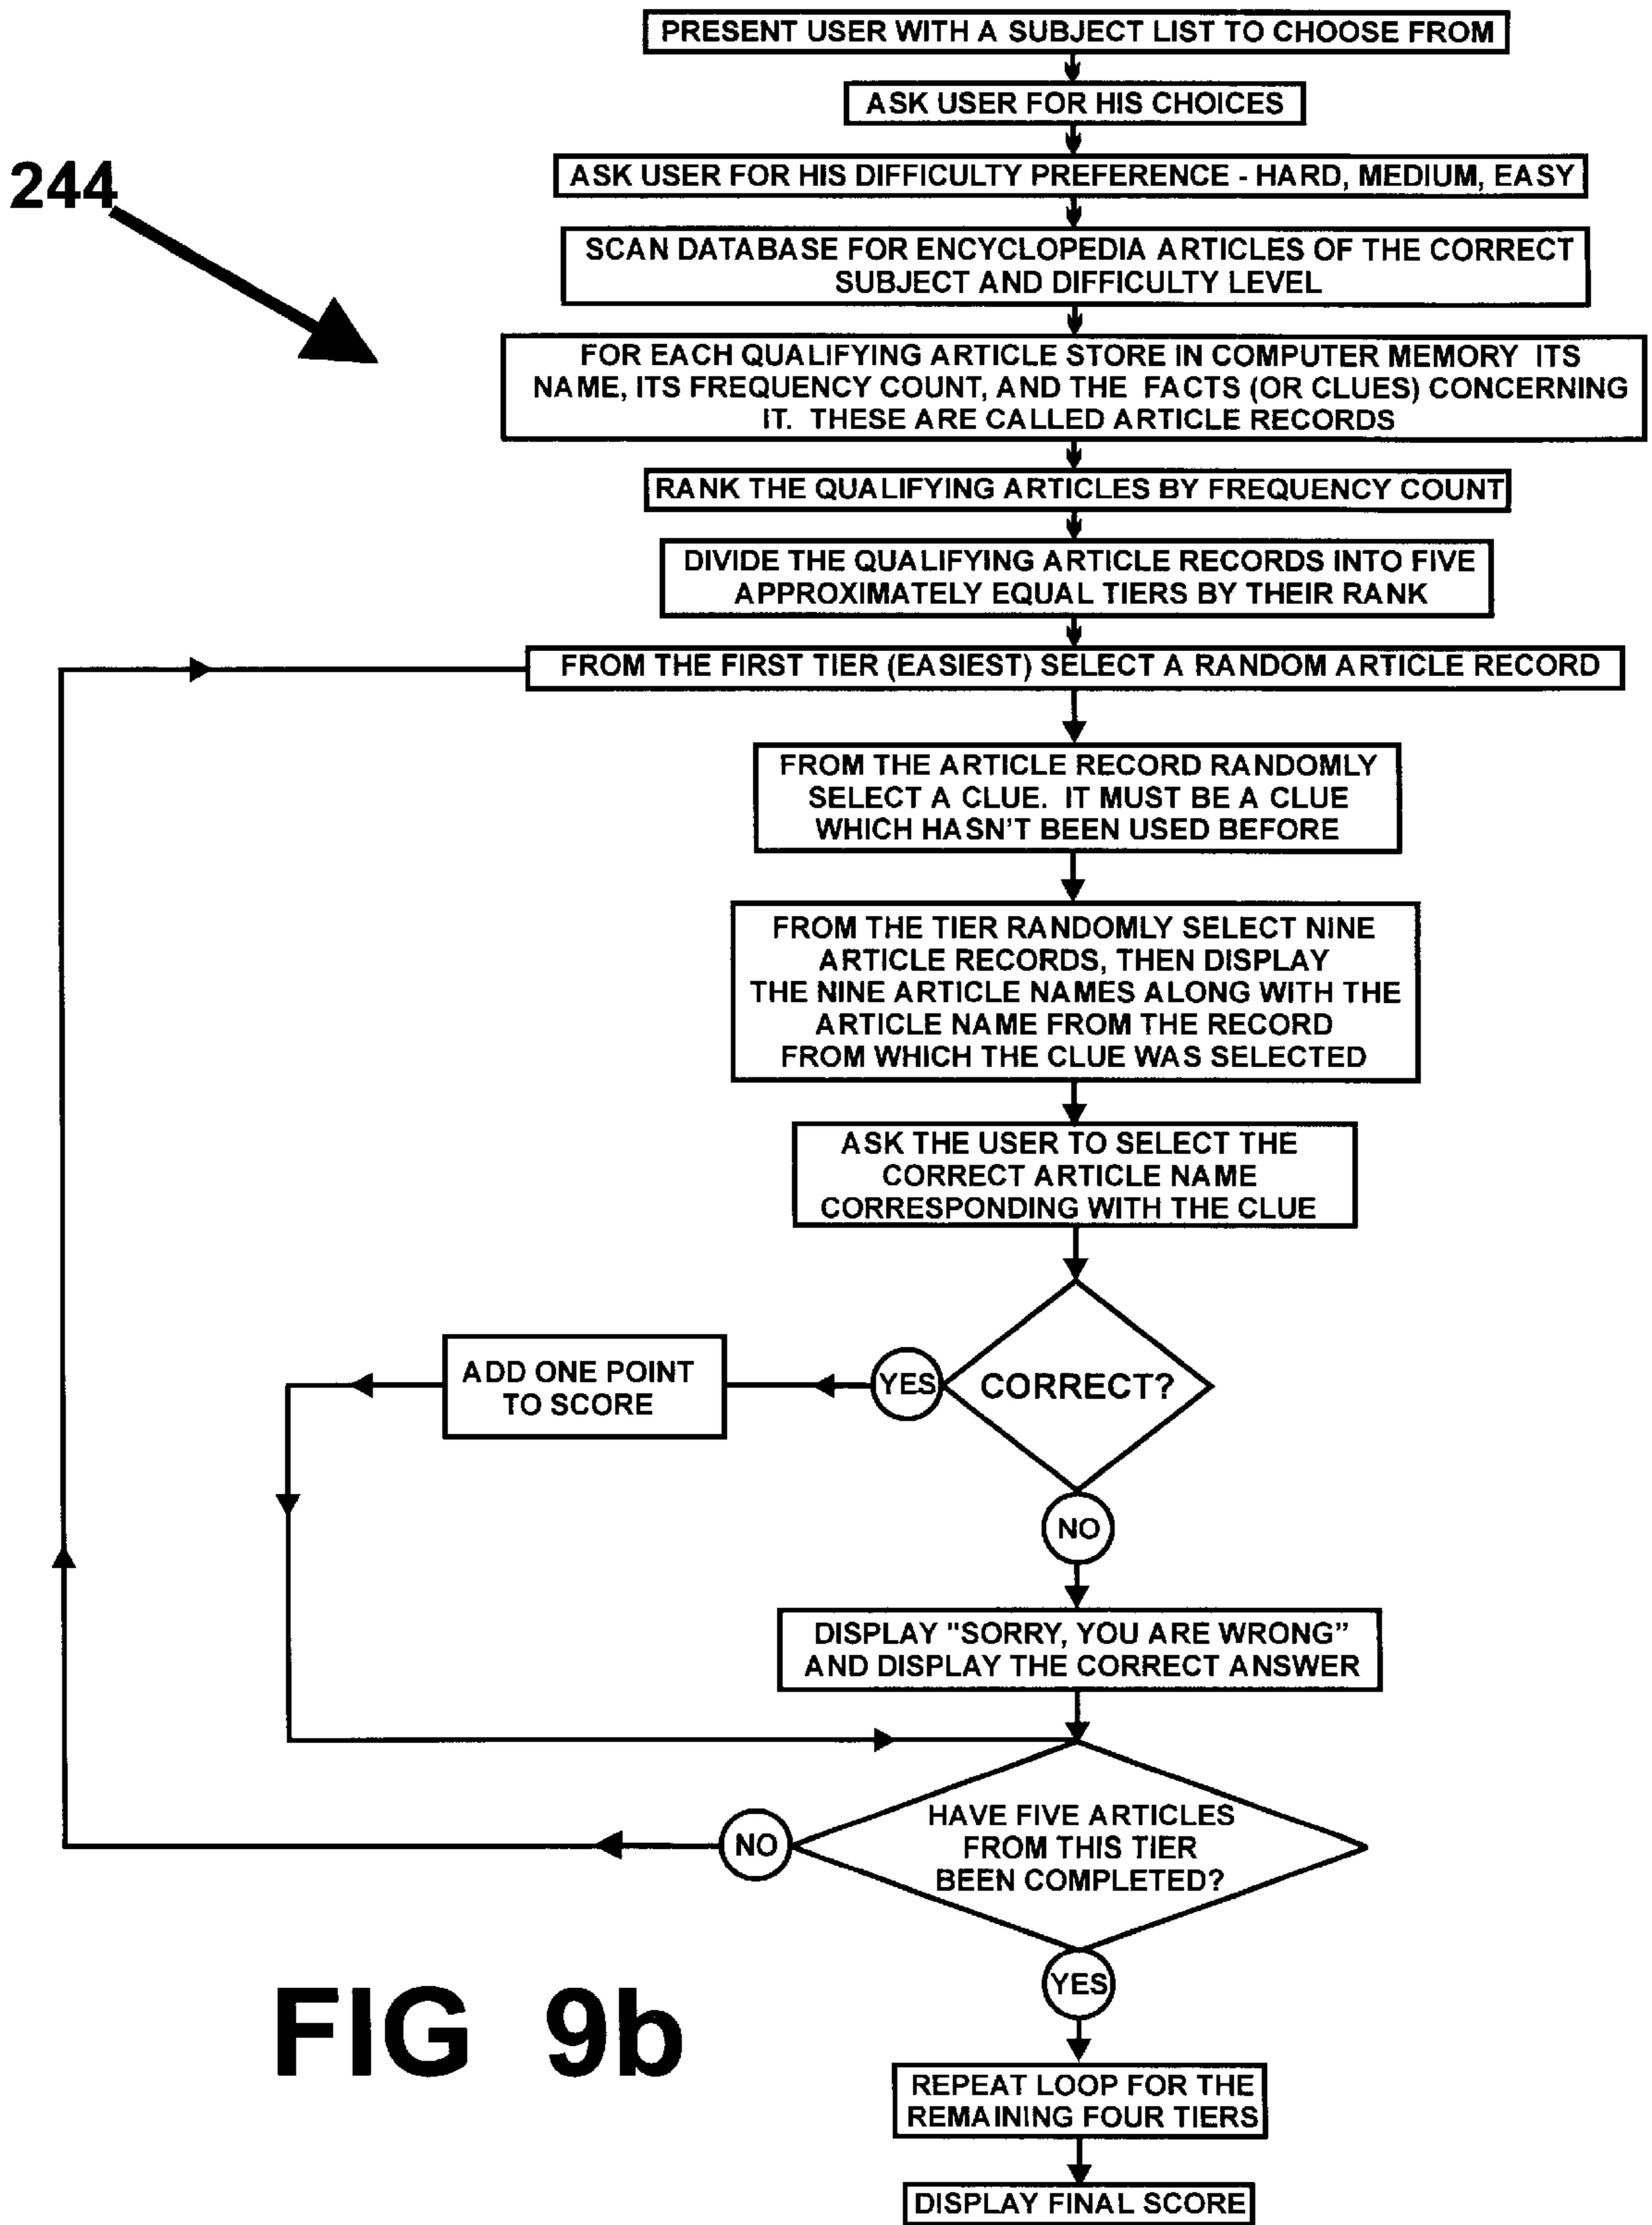 PRESENT USER WITH A SUBJECT LIST TO CHOOSE FROM
ASK USER FOR HIS CHOICES
244
ASK USER FOR HIS DIFFICULTY PREFERENCE - HARD, MEDIUM, EASY
SCAN DATABASE FOR ENCYCLOPEDIA ARTICLES OF THE CORRECT
SUBJECT AND DIFFICULTY LEVEL
FOR EACH QUALIFYING ARTICLE STORE IN COMPUTER MEMORY ITS
NAME, ITS FREQUENCY COUNT, AND THE FACTS (OR CLUES) CONCERNING
IT. THESE ARE CALLED ARTICLE RECORDS
RANK THE QUALIFYING ARTICLES BY FREQUENCY COUNT
DIVIDE THE QUALIFYING ARTICLE RECORDS INTO FIVE
APPROXIMATELY EQUAL TIERS BY THEIR RANK
FROM THE FIRST TIER (EASIEST) SELECT A RANDOM ARTICLE RECORD
FROM THE ARTICLE RECORD RANDOMLY
SELECT A CLUE. IT MUST BE A CLUE
WHICH HASN'T BEEN USED BEFORE
FROM THE TIER RANDOMLY SELECT NINE
ARTICLE RECORDS, THEN DISPLAY
THE NINE ARTICLE NAMES ALONG WITH THE
ARTICLE NAME FROM THE RECORD
FROM WHICH THE CLUE WAS SELECTED
ASK THE USER TO SELECT THE
CORRECT ARTICLE NAME
CORRESPONDING WITH THE CLUE
CORRECT?
YES
ADD ONE POINT
TO SCORE
NO
DISPLAY "SORRY, YOU ARE WRONG"
AND DISPLAY THE CORRECT ANSWER
HAVE FIVE ARTICLES
FROM THIS TIER
BEEN COMPLETED?
NO
YES
REPEAT LOOP FOR THE
REMAINING FOUR TIERS
DISPLAY FINAL SCORE
FIG 9b